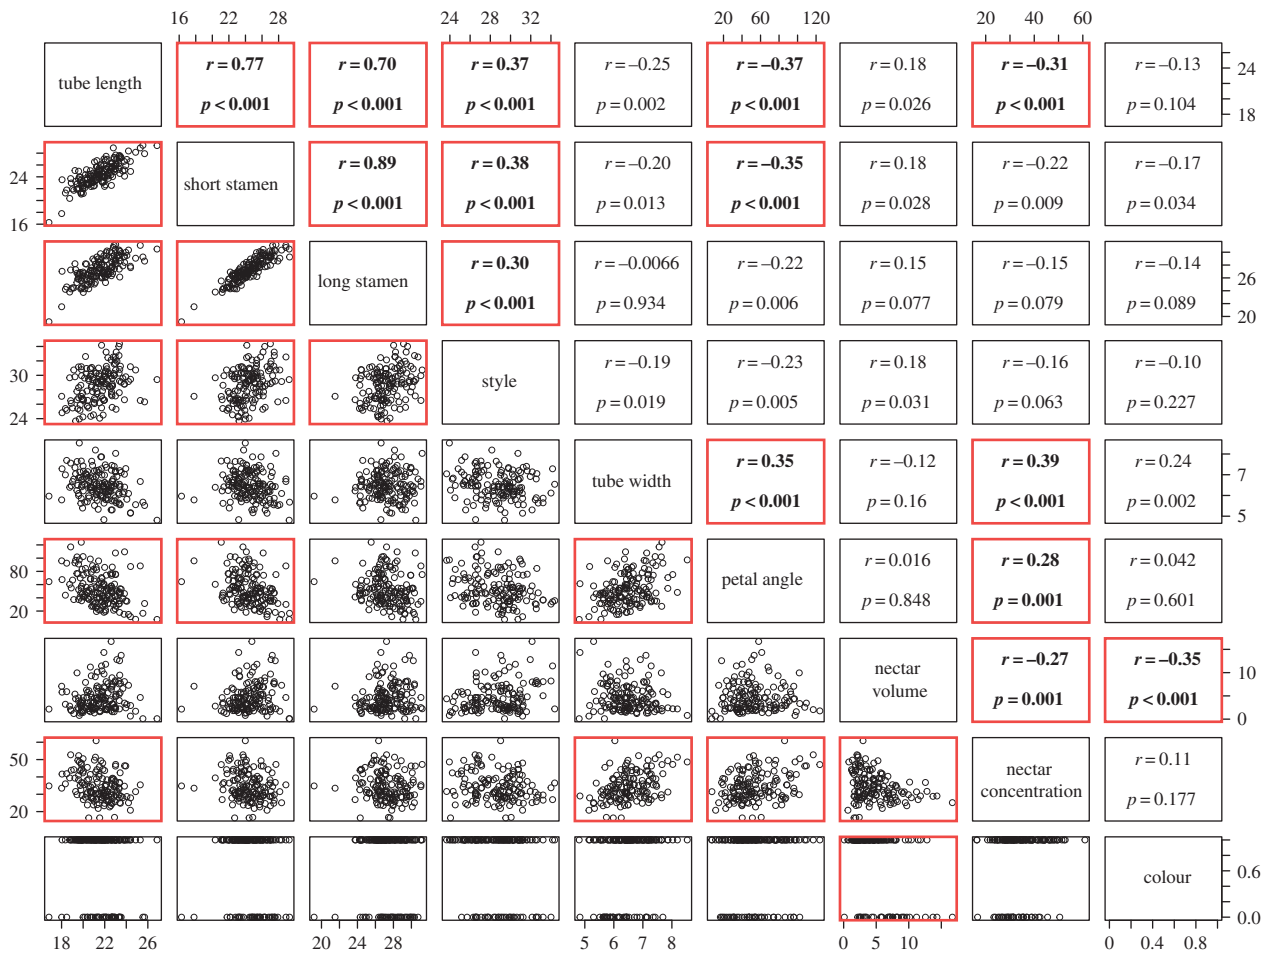 16 22 28 24 28 32 20 60 120 20 40 60
tube length r = 0.77 r = 0.70 r = 0.37 r = –0.25 r = –0.37 r = 0.18 r = –0.31 r = –0.13 24
p < 0.001 p < 0.001 p < 0.001 p = 0.002 p < 0.001 p = 0.026 p < 0.001 p = 0.104 18
24 short stamen r = 0.89 r = 0.38 r = –0.20 r = –0.35 r = 0.18 r = –0.22 r = –0.17
16 p < 0.001 p < 0.001 p = 0.013 p < 0.001 p = 0.028 p = 0.009 p = 0.034
long stamen r = 0.30 r = –0.0066 r = –0.22 r = 0.15 r = –0.15 r = –0.14 26
p < 0.001 p = 0.934 p = 0.006 p = 0.077 p = 0.079 p = 0.089 20
30 style r = –0.19 r = –0.23 r = 0.18 r = –0.16 r = –0.10
24 p = 0.019 p = 0.005 p = 0.031 p = 0.063 p = 0.227
tube width r = 0.35 r = –0.12 r = 0.39 r = 0.24 7
p < 0.001 p = 0.16 p < 0.001 p = 0.002 5
80 petal angle r = 0.016 r = 0.28 r = 0.042
20 p = 0.848 p = 0.001 p = 0.601
nectar r = –0.27 r = –0.35 10
volume p = 0.001 p < 0.001 0
50 nectar r = 0.11
20 concentration p = 0.177
colour 0.6
0.0
18 22 26 20 24 28 5 6 7 8 0 5 10 0 0.4 0.8